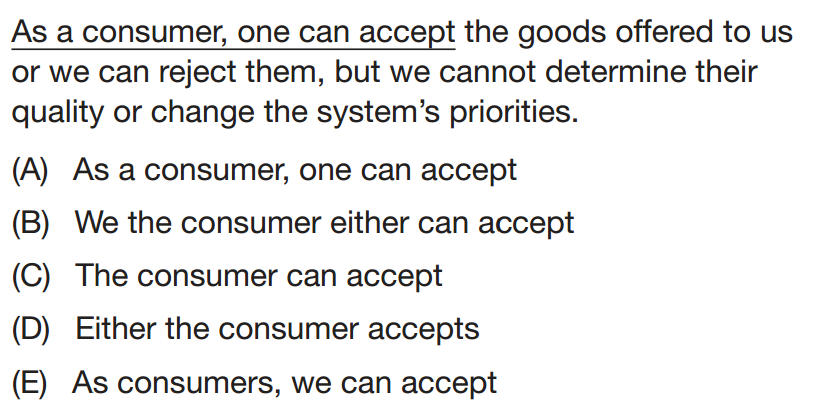 As a consumer, one can accept the goods offered to us
or we can reject them, but we cannot determine their
quality or change the system’s priorities.
(A) As a consumer, one can accept
(B) We the consumer either can accept
(C) The consumer can accept
(D) Either the consumer accepts
(E) As consumers, we can accept